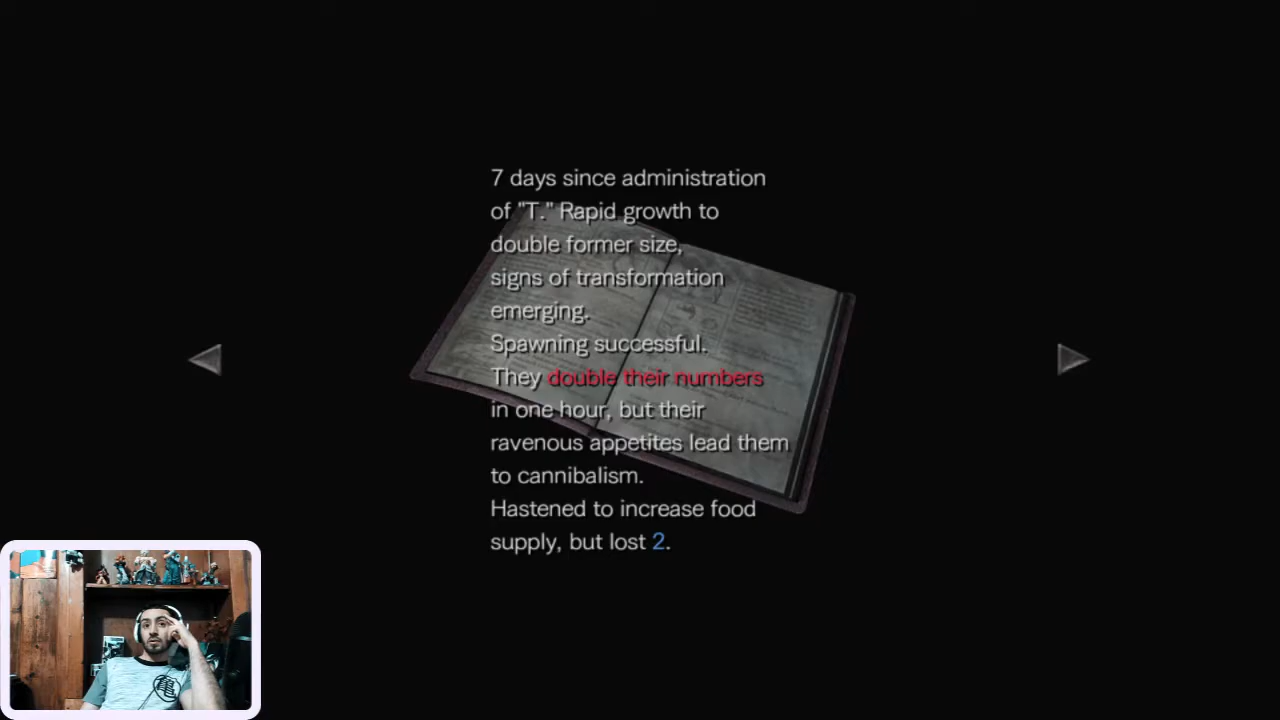 7 days since administration
of "T." Rapid growth to
double former size,
signs of transformation
emerging.
Spawning successful.
They double their numbers
in one hour, but their
ravenous appetites lead them
to cannibalism.
Hastened to increase food
supply, but lost 2.